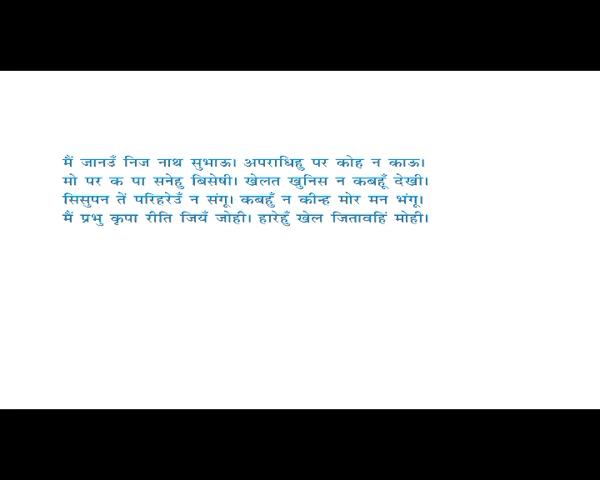 मैं जानउँ निज नाथ सुभाऊ। अपराधिहु पर कोह न काऊ।
मो पर क पा सनेहु बिसेषी। खेलत खुनिस न कबहूँ देखी।
सिसुपन तें परिहरेउँ न संगू। कबहुँ न कीन्ह मोर मन भंगू।
मैं प्रभु कृपा रीति जियँ जोही। हारेहुँ खेल जितावहिं मोही।